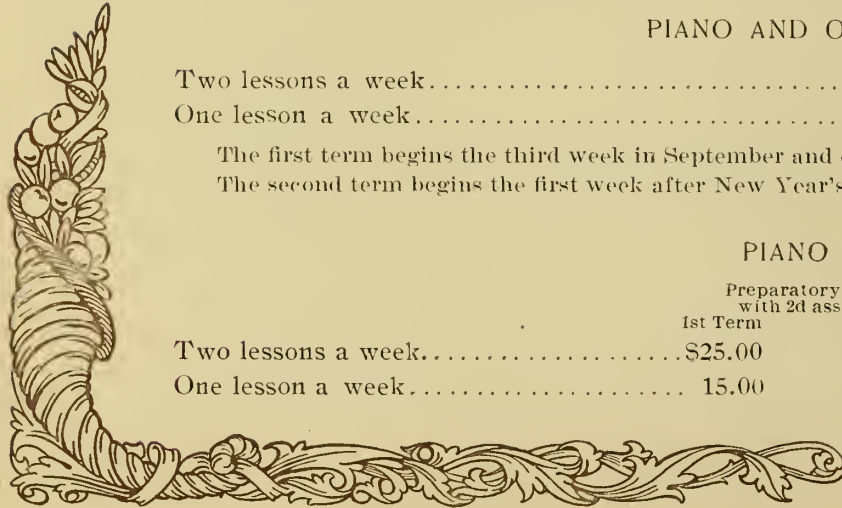 PIANO AND O
Two lessons a week
One lesson a week
The first term begins the third week in September and
The second term begins the first week after New Year's
PIANO
Preparatory
with 2d ass
1st Term
Two lessons a week. $25.00
One lesson a week 15.00